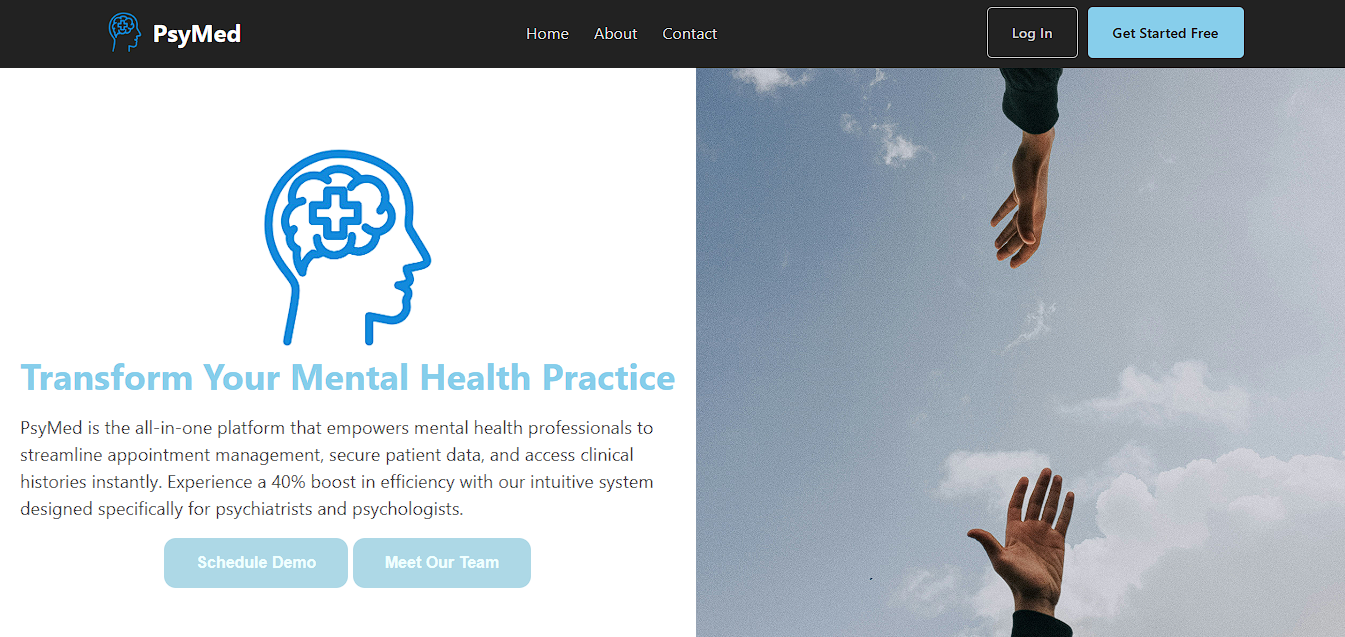 PsyMed
Home
About
Contact
Log In
Get Started Free
Transform Your Mental Health Practice
PsyMed is the all-in-one platform that empowers mental health professionals to
streamline appointment management, secure patient data, and access clinical
histories instantly. Experience a 40% boost in efficiency with our intuitive system
designed specifically for psychiatrists and psychologists.
Schedule Demo
Meet Our Team